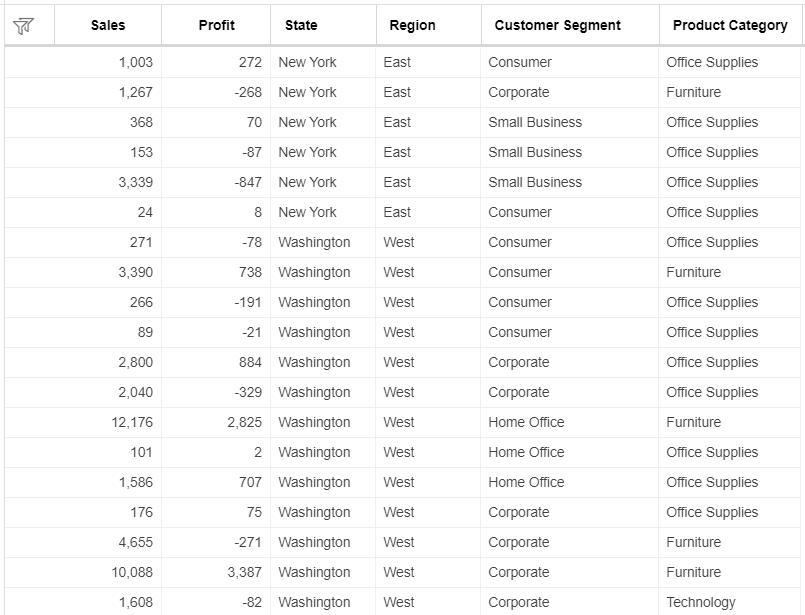 Sales Profit State Region Customer Segment Product Category
1,003 272 New York East Consumer Office Supplies
1,267 -268 New York East Corporate Furniture
368 70 New York East Small Business Office Supplies
153 -87 New York East Small Business Office Supplies
3,339 -847 New York East Small Business Office Supplies
24 8 New York East Consumer Office Supplies
271 -78 Washington West Consumer Office Supplies
3,390 738 Washington West Consumer Furniture
266 -191 Washington West Consumer Office Supplies
89 -21 Washington West Consumer Office Supplies
2,800 884 Washington West Corporate Office Supplies
2,040 -329 Washington West Corporate Office Supplies
12,176 2,825 Washington West Home Office Furniture
101 2 Washington West Home Office Office Supplies
1,586 707 Washington West Home Office Office Supplies
176 75 Washington West Corporate Office Supplies
4,655 -271 Washington West Corporate Furniture
10,088 3,387 Washington West Corporate Furniture
1,608 -82 Washington West Corporate Technology